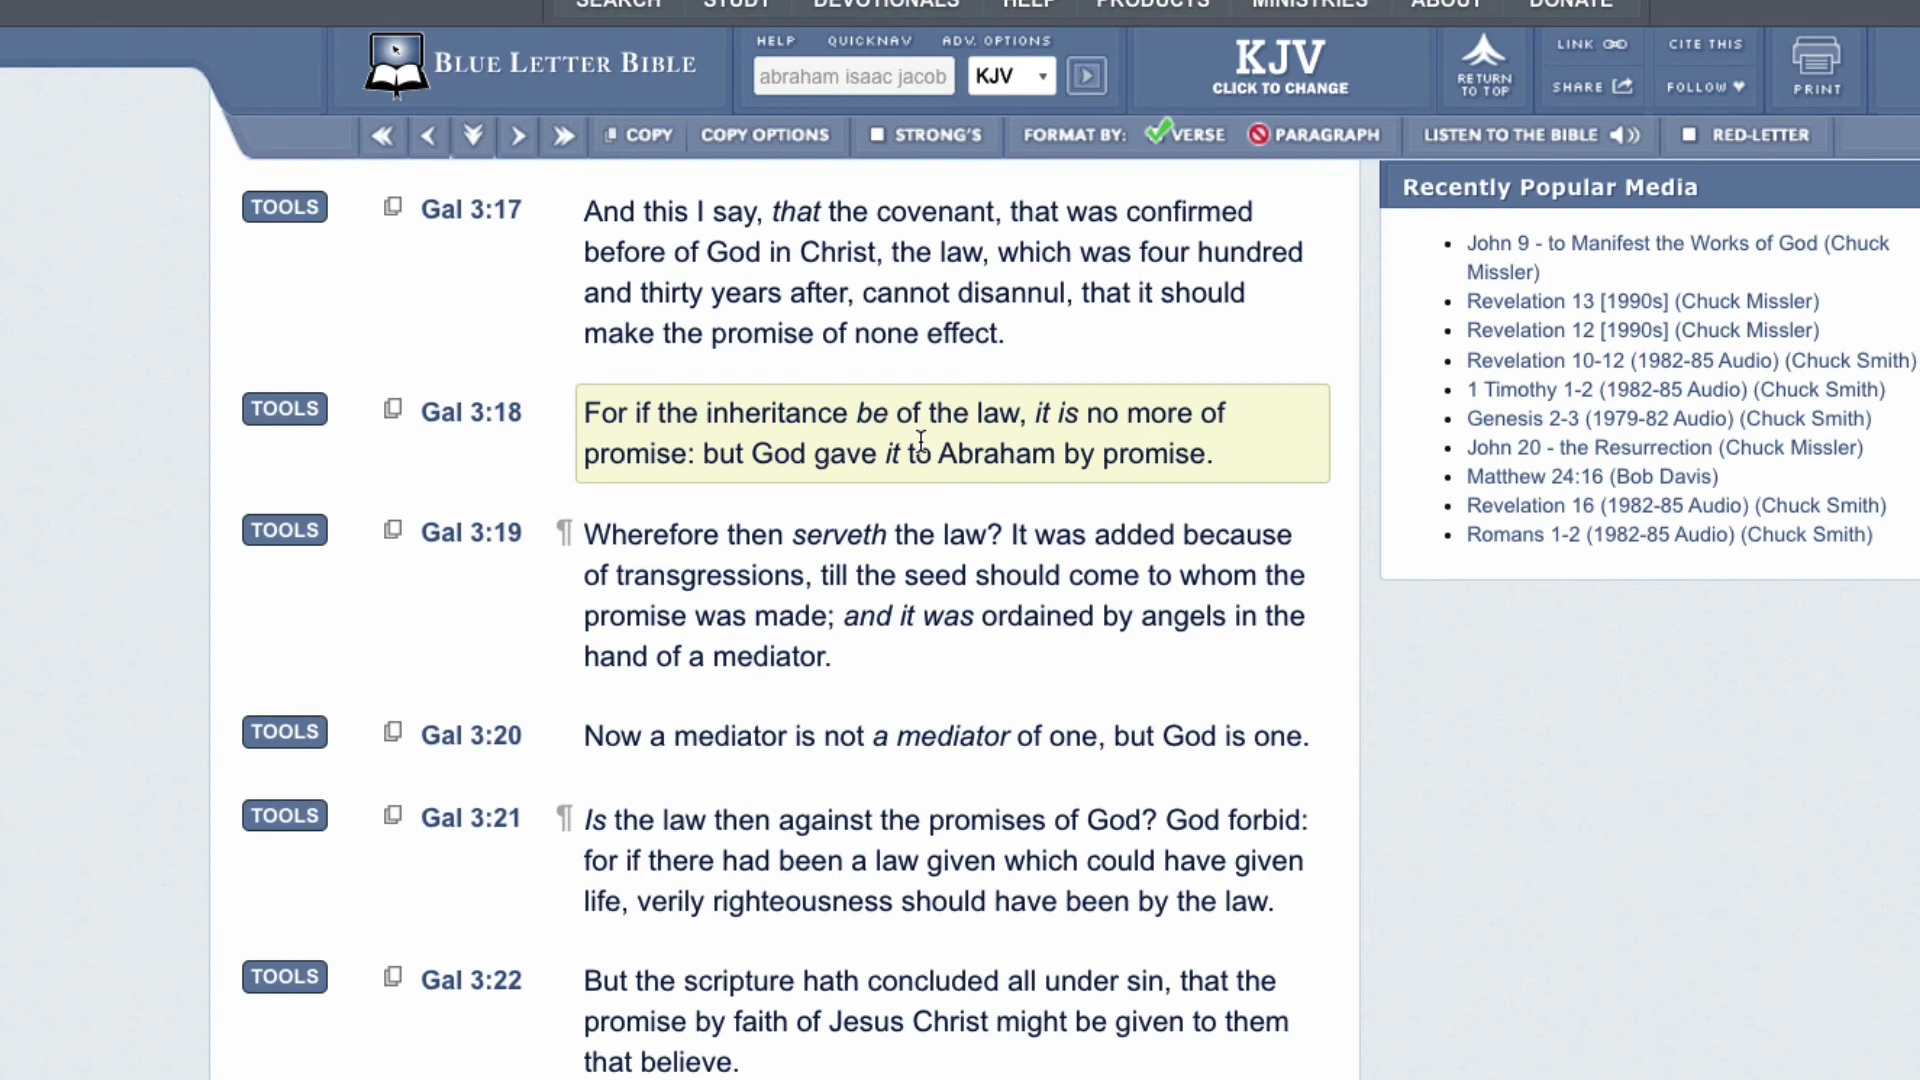 SEARCH STUDY DEVOTIONALS HELP PRODUCTS MINISTRIES ABOUT DONATE
BLUE LETTER BIBLE
HELP QUICKNAV ADV. OPTIONS
abraham isaac jacob KJV
KJV
CLICK TO CHANGE
RETURN
TO TOP
LINK
SHARE
CITE THIS
FOLLOW
PRINT
COPY COPY OPTIONS STRONG'S FORMAT BY: VERSE PARAGRAPH LISTEN TO THE BIBLE RED-LETTER
TOOLS Gal 3:17 And this I say, that the covenant, that was confirmed
before of God in Christ, the law, which was four hundred
and thirty years after, cannot disannul, that it should
make the promise of none effect.
TOOLS Gal 3:18 For if the inheritance be of the law, it is no more of
promise: but God gave it to Abraham by promise.
TOOLS Gal 3:19 ¶ Wherefore then serveth the law? It was added because
of transgressions, till the seed should come to whom the
promise was made; and it was ordained by angels in the
hand of a mediator.
TOOLS Gal 3:20 Now a mediator is not a mediator of one, but God is one.
TOOLS Gal 3:21 ¶ Is the law then against the promises of God? God forbid:
for if there had been a law given which could have given
life, verily righteousness should have been by the law.
TOOLS Gal 3:22 But the scripture hath concluded all under sin, that the
promise by faith of Jesus Christ might be given to them
that believe.
Recently Popular Media
• John 9 - to Manifest the Works of God (Chuck
Missler)
• Revelation 13 [1990s] (Chuck Missler)
• Revelation 12 [1990s] (Chuck Missler)
• Revelation 10-12 (1982-85 Audio) (Chuck Smith)
• 1 Timothy 1-2 (1982-85 Audio) (Chuck Smith)
• Genesis 2-3 (1979-82 Audio) (Chuck Smith)
• John 20 - the Resurrection (Chuck Missler)
• Matthew 24:16 (Bob Davis)
• Revelation 16 (1982-85 Audio) (Chuck Smith)
• Romans 1-2 (1982-85 Audio) (Chuck Smith)